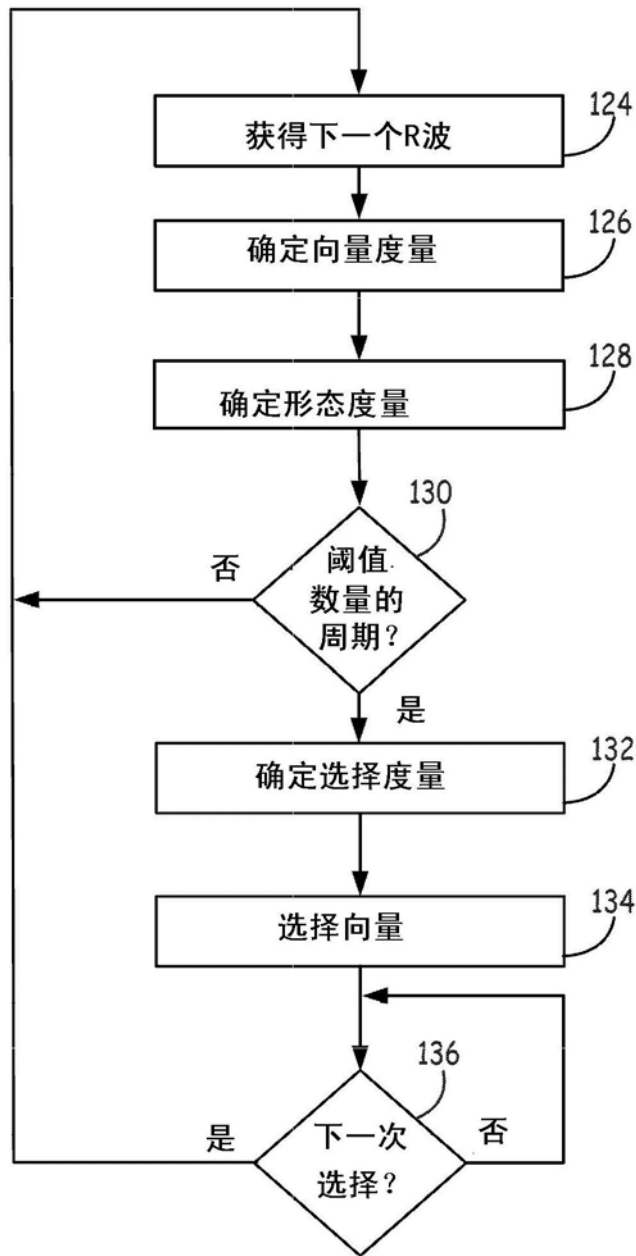 124
获得下一个R波
126
确定向量度量
128
确定形态度量
130
否
阈值
数量的
周期?
是
132
确定选择度量
134
选择向量
136
是
下一次
选择?
否